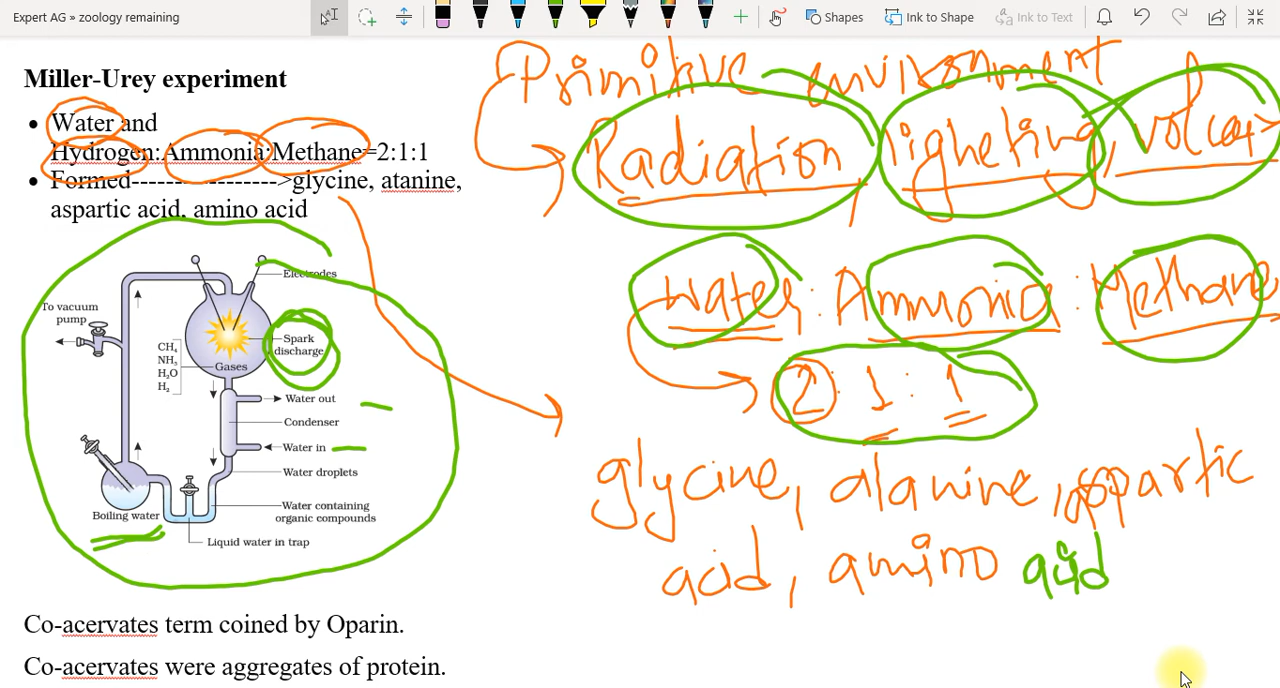 Expert AG » zoology remaining
Shapes
Ink to Shape
Ink to Text
Miller-Urey experiment
• Water and
Hydrogen:Ammonia:Methane=2:1:1
• Formed------------------->glycine, atanine,
aspartic acid, amino acid
Electrodes
To vacuum
pump
Spark
discharge
CH₄
NH₃
H₂O
H₂
Gases
Water out
Condenser
Water in
Water droplets
Water containing
organic compounds
Boiling water
Liquid water in trap
Co-acervates term coined by Oparin.
Co-acervates were aggregates of protein.
Primitive environment
Radiation, ligheting, volca
Water : Ammonia : Methane
2 : 1 : 1
glycine, alanine, aspartic
acid, amino acid